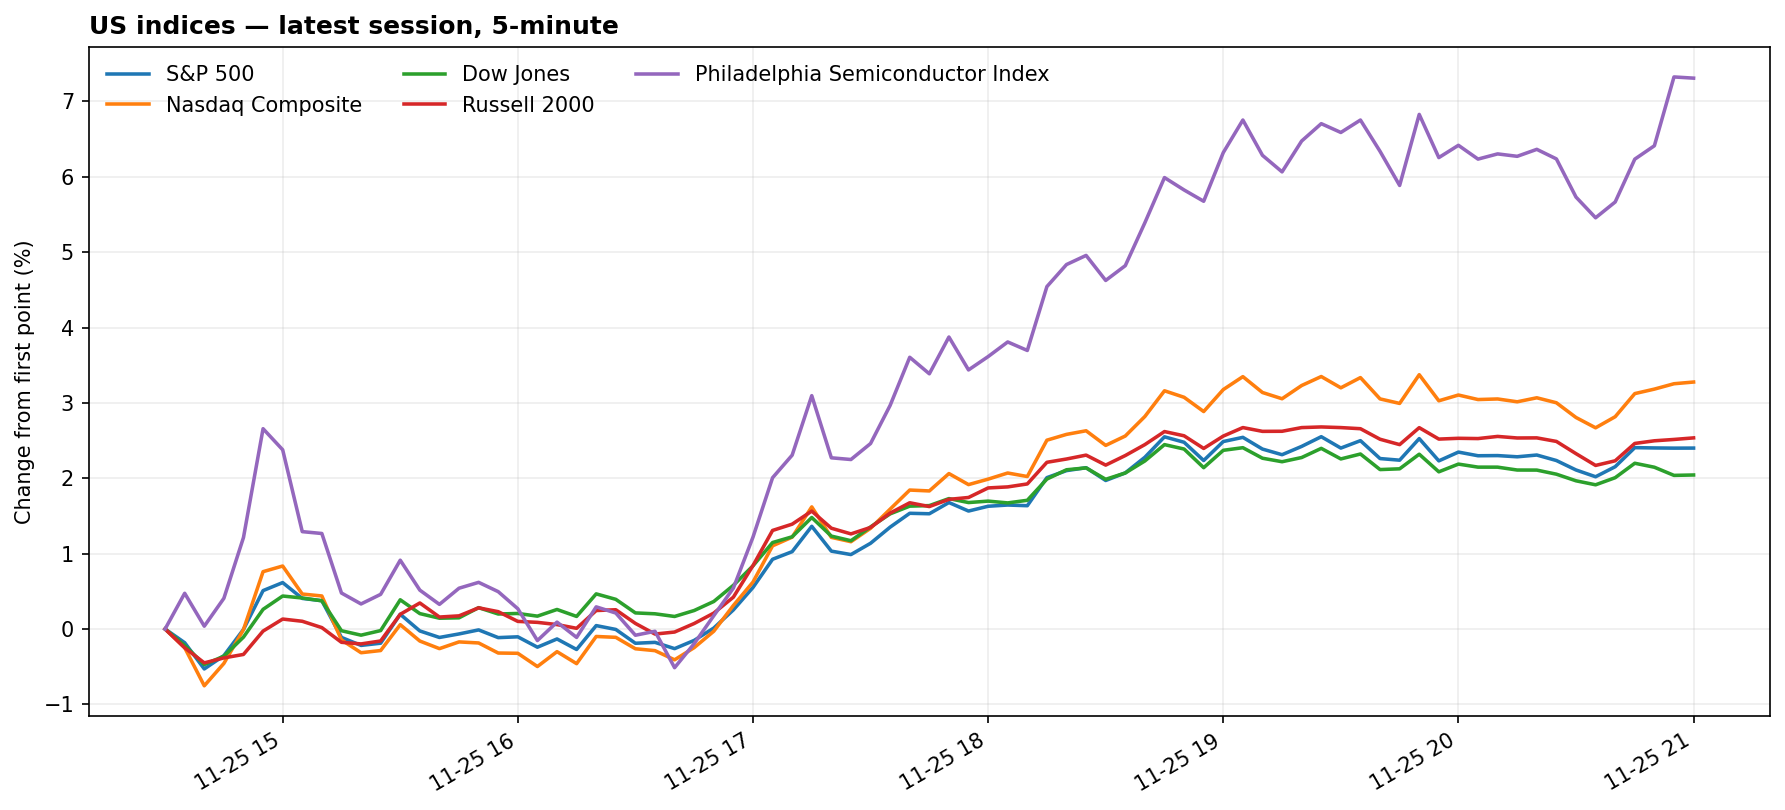 US indices — latest session, 5-minute
S&P 500
Nasdaq Composite
Dow Jones
Russell 2000
Philadelphia Semiconductor Index
Change from first point (%)
7
6
5
4
3
2
1
0
−1
11-25 15
11-25 16
11-25 17
11-25 18
11-25 19
11-25 20
11-25 21